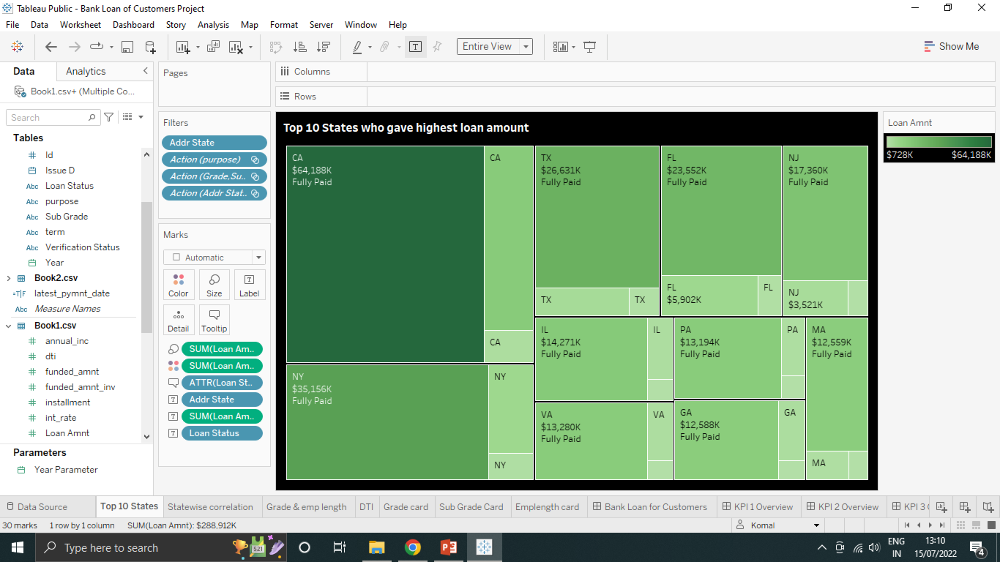 Tableau Public - Bank Loan of Customers Project
File Data Worksheet Dashboard Story Analysis Map Format Server Window Help
T Entire View Show Me
Data Analytics
Book1.csv+ (Multiple Co...
Search
Tables
# Id
Issue D
Abc Loan Status
Abc purpose
Abc Sub Grade
Abc term
Abc Verification Status
Year
Book2.csv
=T|F latest_pymnt_date
Abc Measure Names
Book1.csv
# annual_inc
# dti
# funded_amnt
# funded_amnt_inv
# installment
# int_rate
# Loan Amnt
Parameters
Year Parameter
Pages
Filters
Addr State
Action (purpose)
Action (Grade,Su..
Action (Addr Stat..
Marks
Automatic
Color Size T Label
Detail Tooltip
SUM(Loan Am..
SUM(Loan Am..
ATTR(Loan St..
T Addr State
T SUM(Loan Am..
T Loan Status
Columns
Rows
Top 10 States who gave highest loan amount
CA
$64,188K
Fully Paid
CA
CA
NY
$35,156K
Fully Paid
NY
NY
TX
$26,631K
Fully Paid
TX
TX
FL
$23,552K
Fully Paid
FL
$5,902K
FL
NJ
$17,360K
Fully Paid
NJ
$3,521K
IL
$14,271K
Fully Paid
IL
PA
$13,194K
Fully Paid
PA
MA
$12,559K
Fully Paid
MA
VA
$13,280K
Fully Paid
VA
GA
$12,588K
Fully Paid
GA
Loan Amnt
$728K $64,188K
Data Source Top 10 States Statewise correlation Grade & emp length DTI Grade card Sub Grade Card Emplength card Bank Loan for Customers KPI 1 Overview KPI 2 Overview KPI 3
30 marks 1 row by 1 column SUM(Loan Amnt): $288,912K Komal
Type here to search
521
ENG
IN
13:10
15/07/2022
4